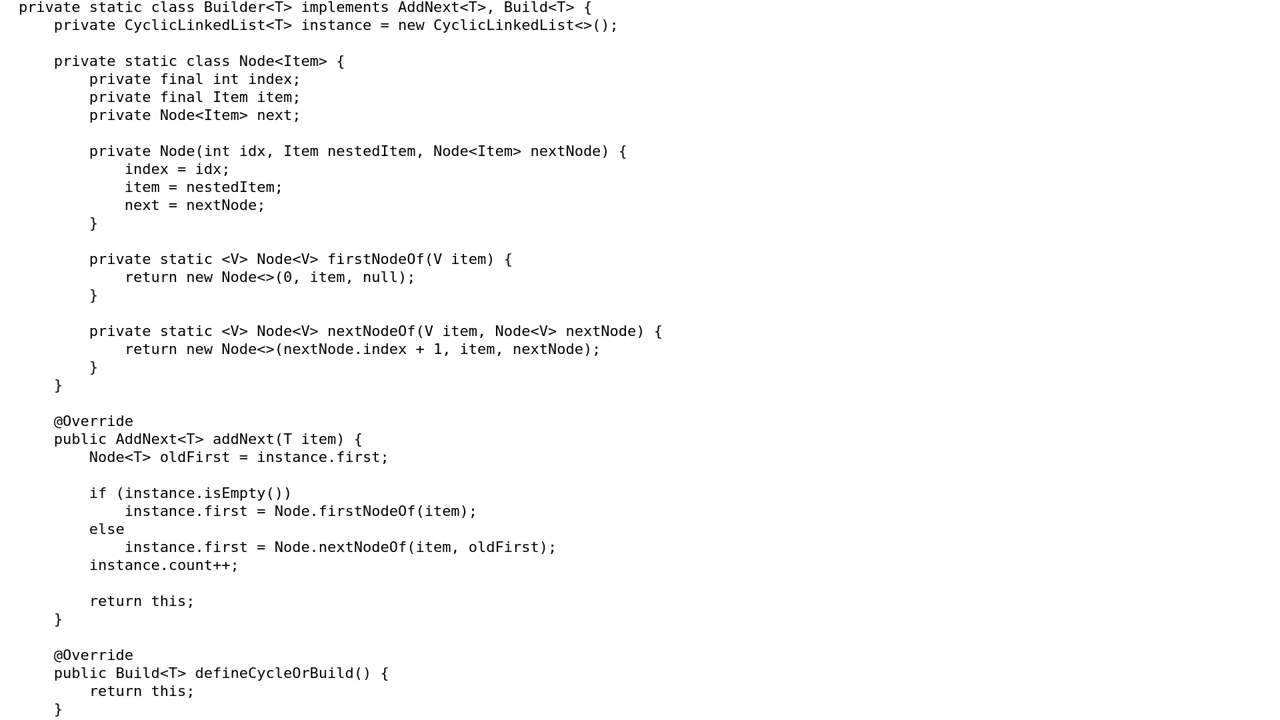 private static class Builder<T> implements AddNext<T>, Build<T> {
    private CyclicLinkedList<T> instance = new CyclicLinkedList<>();

    private static class Node<Item> {
        private final int index;
        private final Item item;
        private Node<Item> next;

        private Node(int idx, Item nestedItem, Node<Item> nextNode) {
            index = idx;
            item = nestedItem;
            next = nextNode;
        }

        private static <V> Node<V> firstNodeOf(V item) {
            return new Node<>(0, item, null);
        }

        private static <V> Node<V> nextNodeOf(V item, Node<V> nextNode) {
            return new Node<>(nextNode.index + 1, item, nextNode);
        }
    }

    @Override
    public AddNext<T> addNext(T item) {
        Node<T> oldFirst = instance.first;

        if (instance.isEmpty())
            instance.first = Node.firstNodeOf(item);
        else
            instance.first = Node.nextNodeOf(item, oldFirst);
        instance.count++;

        return this;
    }

    @Override
    public Build<T> defineCycleOrBuild() {
        return this;
    }